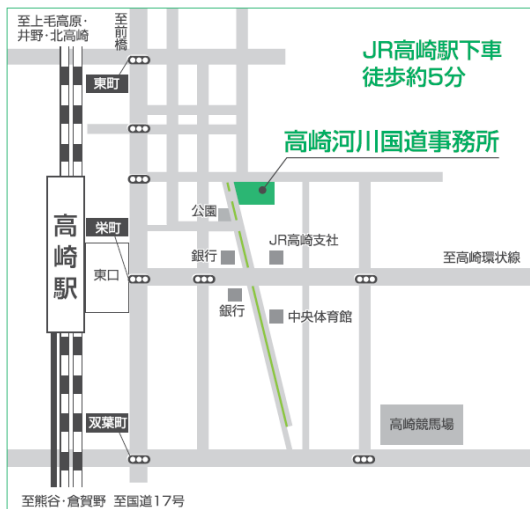 至上毛高原・
井野・北高崎
至前橋
JR高崎駅下車
徒歩約5分
東町
高崎河川国道事務所
公園
栄町
高崎駅
東口
銀行
JR高崎支社
至高崎環状線
銀行
中央体育館
双葉町
高崎競馬場
至熊谷・倉賀野
至国道17号